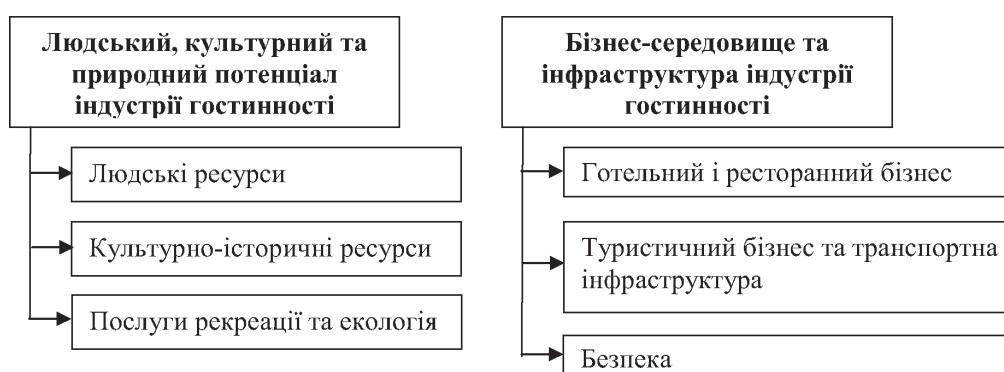 Людський, культурний та
природний потенціал
індустрії гостинності
Людські ресурси
Культурно-історичні ресурси
Послуги рекреації та екологія
Бізнес-середовище та
інфраструктура індустрії
гостинності
Готельний і ресторанний бізнес
Туристичний бізнес та транспортна
інфраструктура
Безпека